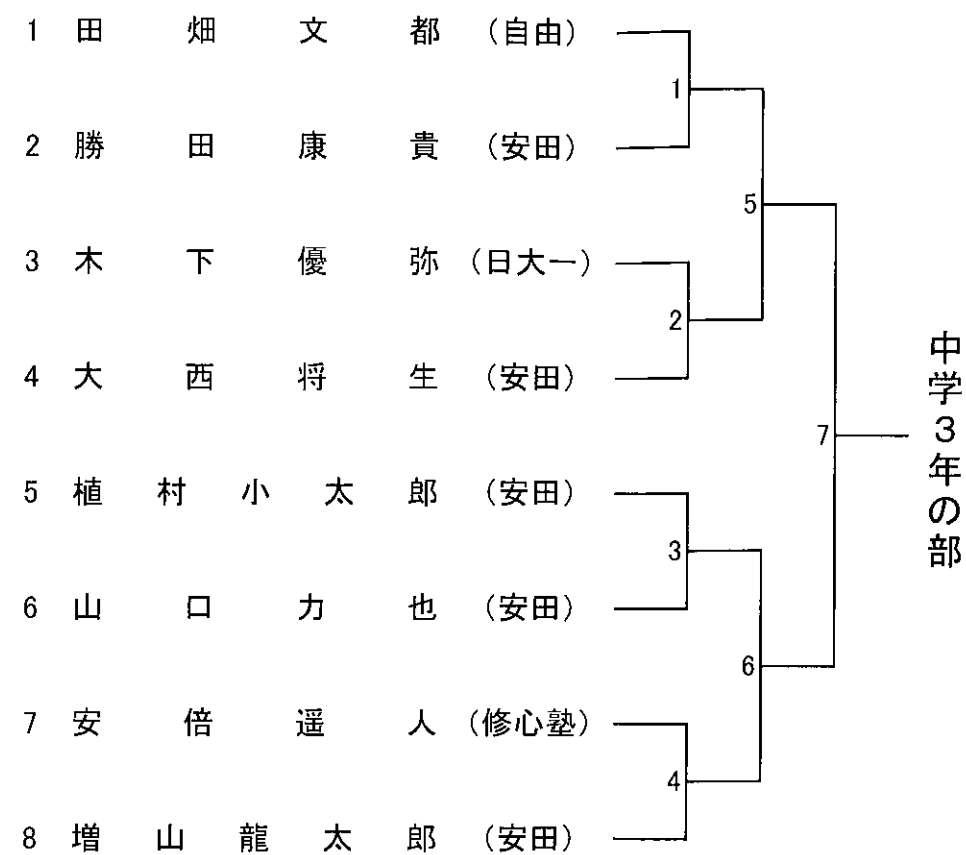 1 田畑文都 (自由)
2 勝田康貴 (安田)
3 木下優弥 (日大一)
4 大西将生 (安田)
5 植村小太郎 (安田)
6 山口力也 (安田)
7 安倍遥人 (修心塾)
8 増山龍太郎 (安田)
1
2
3
4
5
6
7
中学3年の部